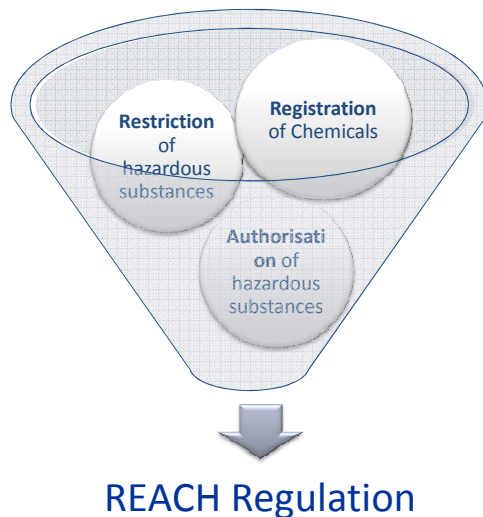 Restriction
of
hazardous
substances
Registration
of Chemicals
Authorisati
on of
hazardous
substances
REACH Regulation